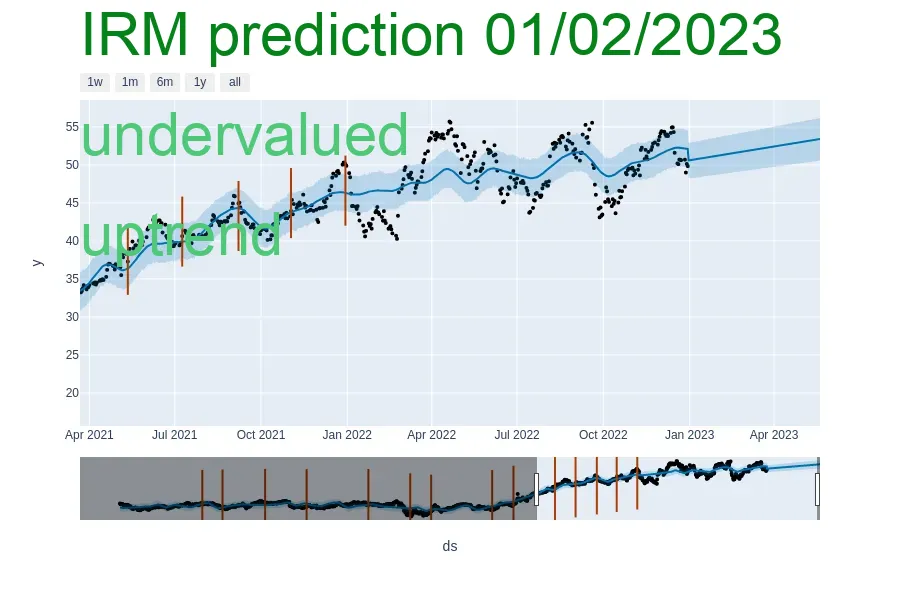 IRM prediction 01/02/2023
1w 1m 6m 1y all
undervalued
uptrend
55
50
45
40
35
30
25
20
y
Apr 2021 Jul 2021 Oct 2021 Jan 2022 Apr 2022 Jul 2022 Oct 2022 Jan 2023 Apr 2023
ds